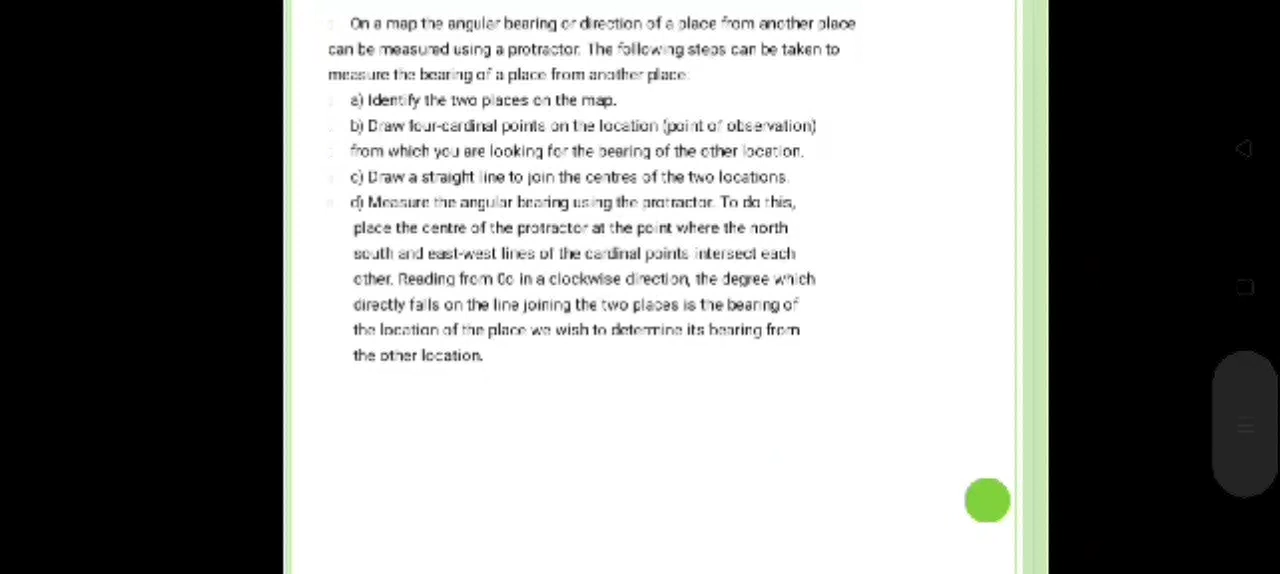 On a map the angular bearing or direction of a place from another place
can be measured using a protractor. The following steps can be taken to
measure the bearing of a place from another place:
a) Identify the two places on the map.
b) Draw four-cardinal points on the location (point of observation)
from which you are looking for the bearing of the other location.
c) Draw a straight line to join the centres of the two locations.
d) Measure the angular bearing using the protractor. To do this,
place the centre of the protractor at the point where the north
south and east-west lines of the cardinal points intersect each
other. Reading from 0o in a clockwise direction, the degree which
directly falls on the line joining the two places is the bearing of
the location of the place we wish to determine its bearing from
the other location.